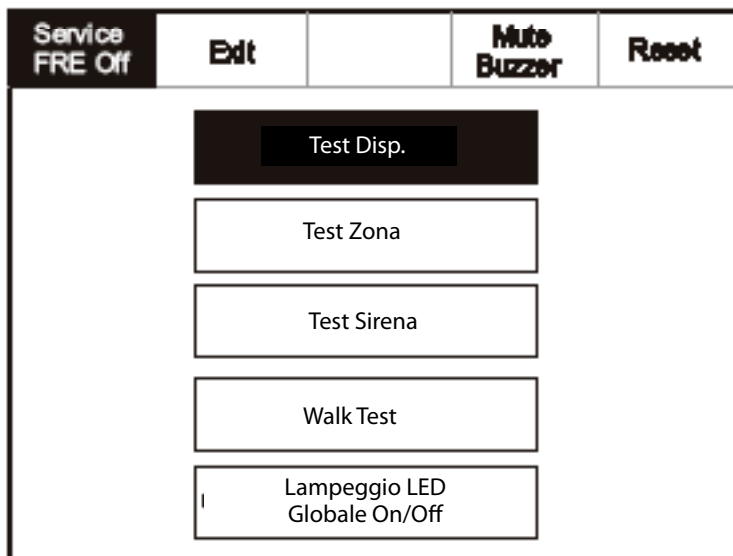 Service
FRE Off
Exit
Mute
Buzzer
Reset
Test Disp.
Test Zona
Test Sirena
Walk Test
Lampeggio LED
Globale On/Off